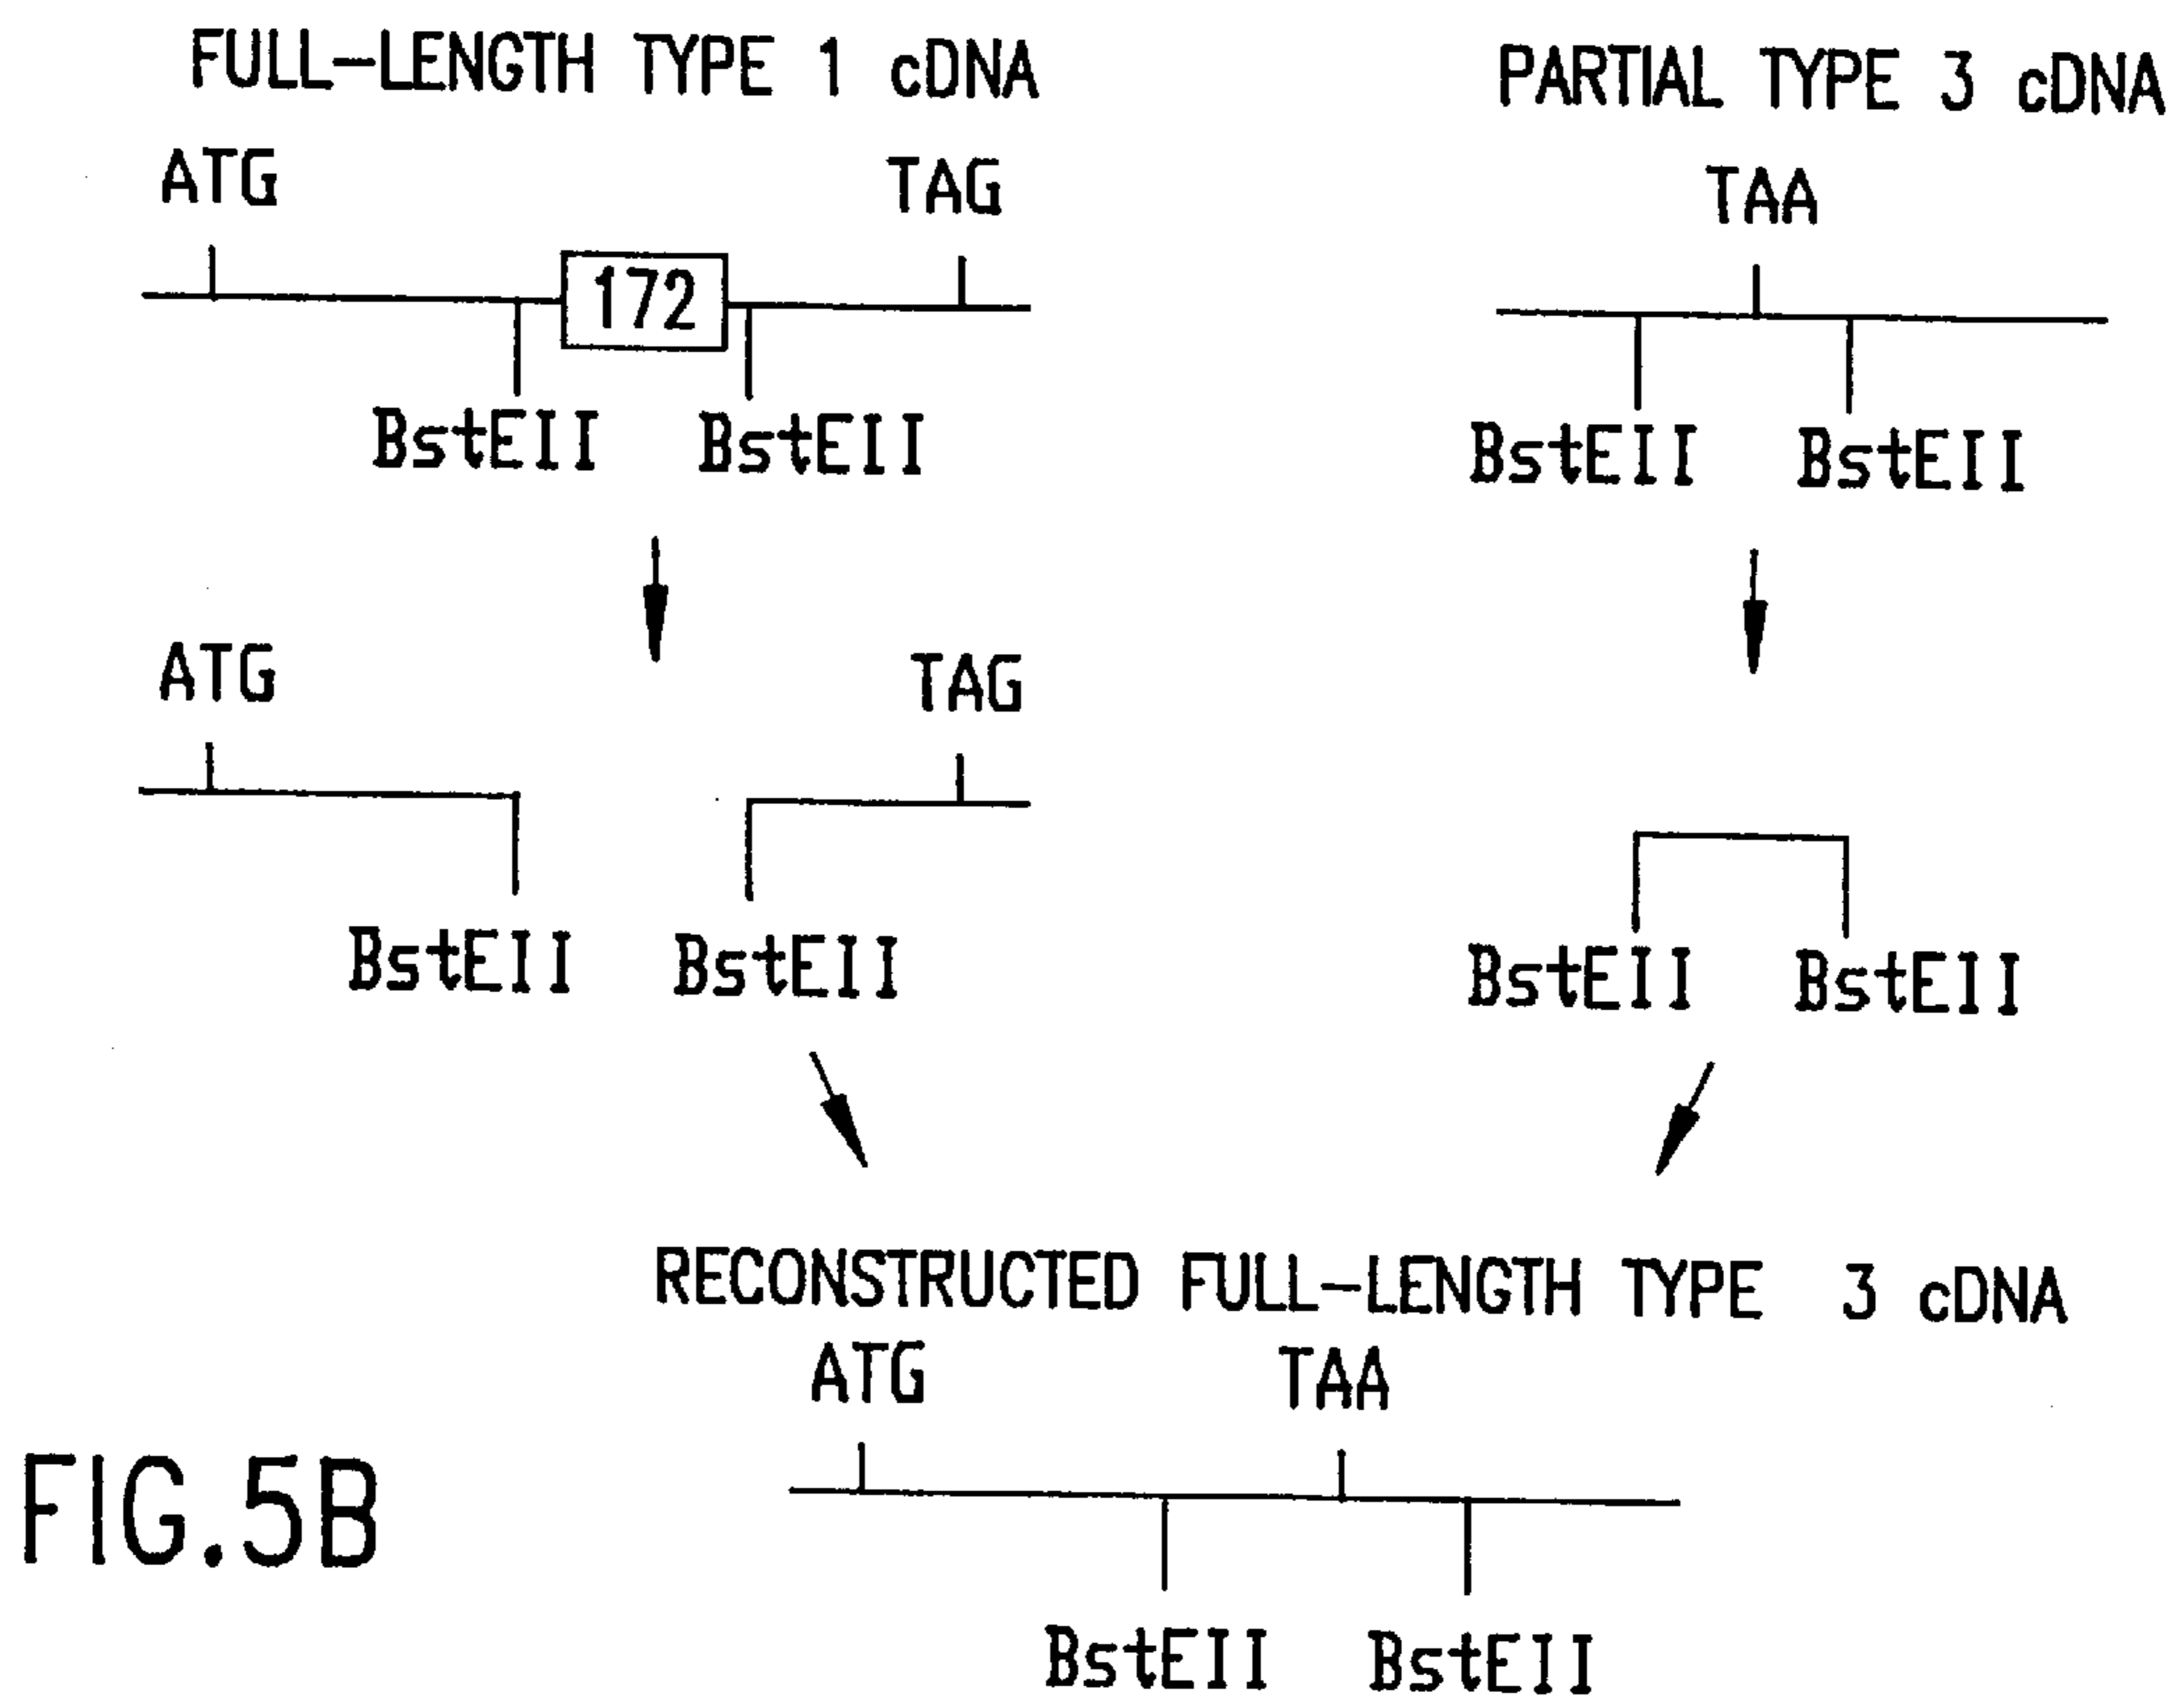 FULL-LENGTH TYPE 1 cDNA
PARTIAL TYPE 3 cDNA
ATG
TAG
TAA
172
BstEII
BstEII
BstEII
BstEII
ATG
TAG
BstEII
BstEII
BstEII
BstEII
RECONSTRUCTED FULL-LENGTH TYPE 3 cDNA
ATG
TAA
FIG.5B
BstEII
BstEII